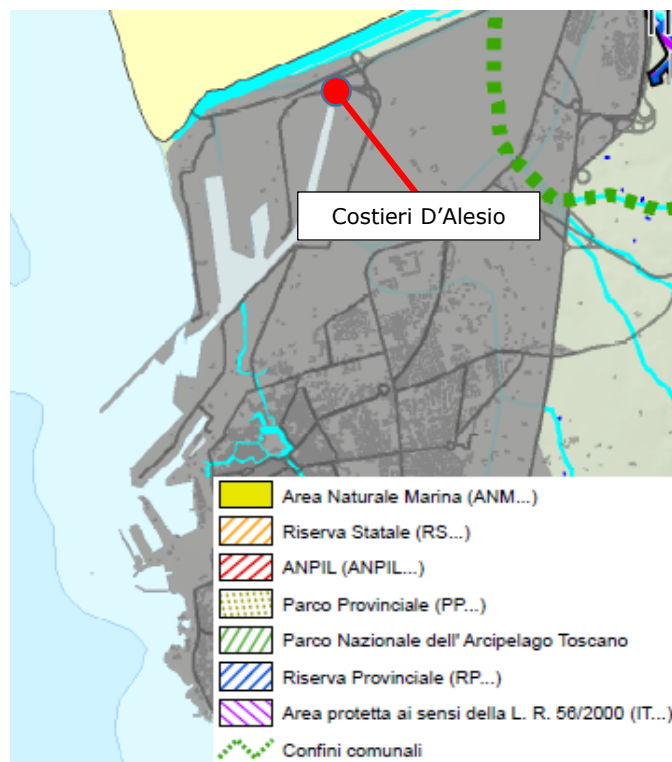 Costieri D'Alesio
Area Naturale Marina (ANM...)
Riserva Statale (RS...)
ANPIL (ANPIL...)
Parco Provinciale (PP...)
Parco Nazionale dell' Arcipelago Toscano
Riserva Provinciale (RP...)
Area protetta ai sensi della L. R. 56/2000 (IT...)
Confini comunali